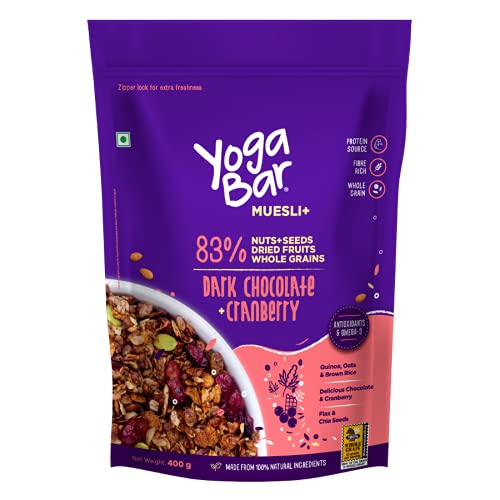 Zipper lock for extra freshness
Yoga
Bar®
MUESLI+
PROTEIN
SOURCE
FIBRE
RICH
WHOLE
GRAIN
83%
NUTS+SEEDS
DRIED FRUITS
WHOLE GRAINS
DARK CHOCOLATE
+CRANBERRY
ANTIOXIDANTS
& OMEGA-3
Quinoa, Oats
& Brown Rice
Delicious Chocolate
& Cranberry
Flax &
Chia Seeds
WHOLE
GRAIN
Net Weight: 400 g
MADE FROM 100% NATURAL INGREDIENTS